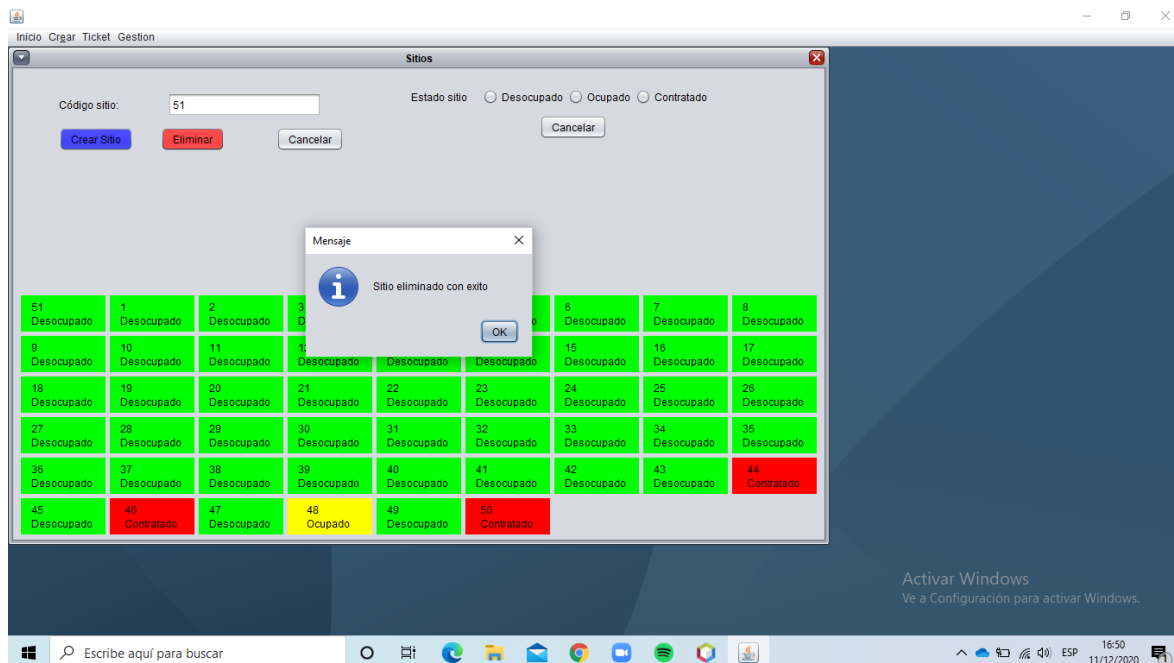 Inicio Crear Ticket Gestion
Sitios
Código sitio: 51
Estado sitio Desocupado Ocupado Contratado
Crear Sitio Eliminar Cancelar
Cancelar
Mensaje
Sitio eliminado con exito
OK
51 1 2 3 6 7 8
Desocupado Desocupado Desocupado Desocupado Desocupado Desocupado
9 10 11 15 16 17
Desocupado Desocupado Desocupado Desocupado Desocupado Desocupado Desocupado Desocupado Desocupado
18 19 20 21 22 23 24 25 26
Desocupado Desocupado Desocupado Desocupado Desocupado Desocupado Desocupado Desocupado Desocupado
27 28 29 30 31 32 33 34 35
Desocupado Desocupado Desocupado Desocupado Desocupado Desocupado Desocupado Desocupado Desocupado
36 37 38 39 40 41 42 43 44
Desocupado Desocupado Desocupado Desocupado Desocupado Desocupado Desocupado Desocupado Contratado
45 46 47 48 49 50
Desocupado Contratado Desocupado Ocupado Desocupado Contratado
Activar Windows
Ve a Configuración para activar Windows.
Escribe aquí para buscar
ESP
16:50
11/12/2020